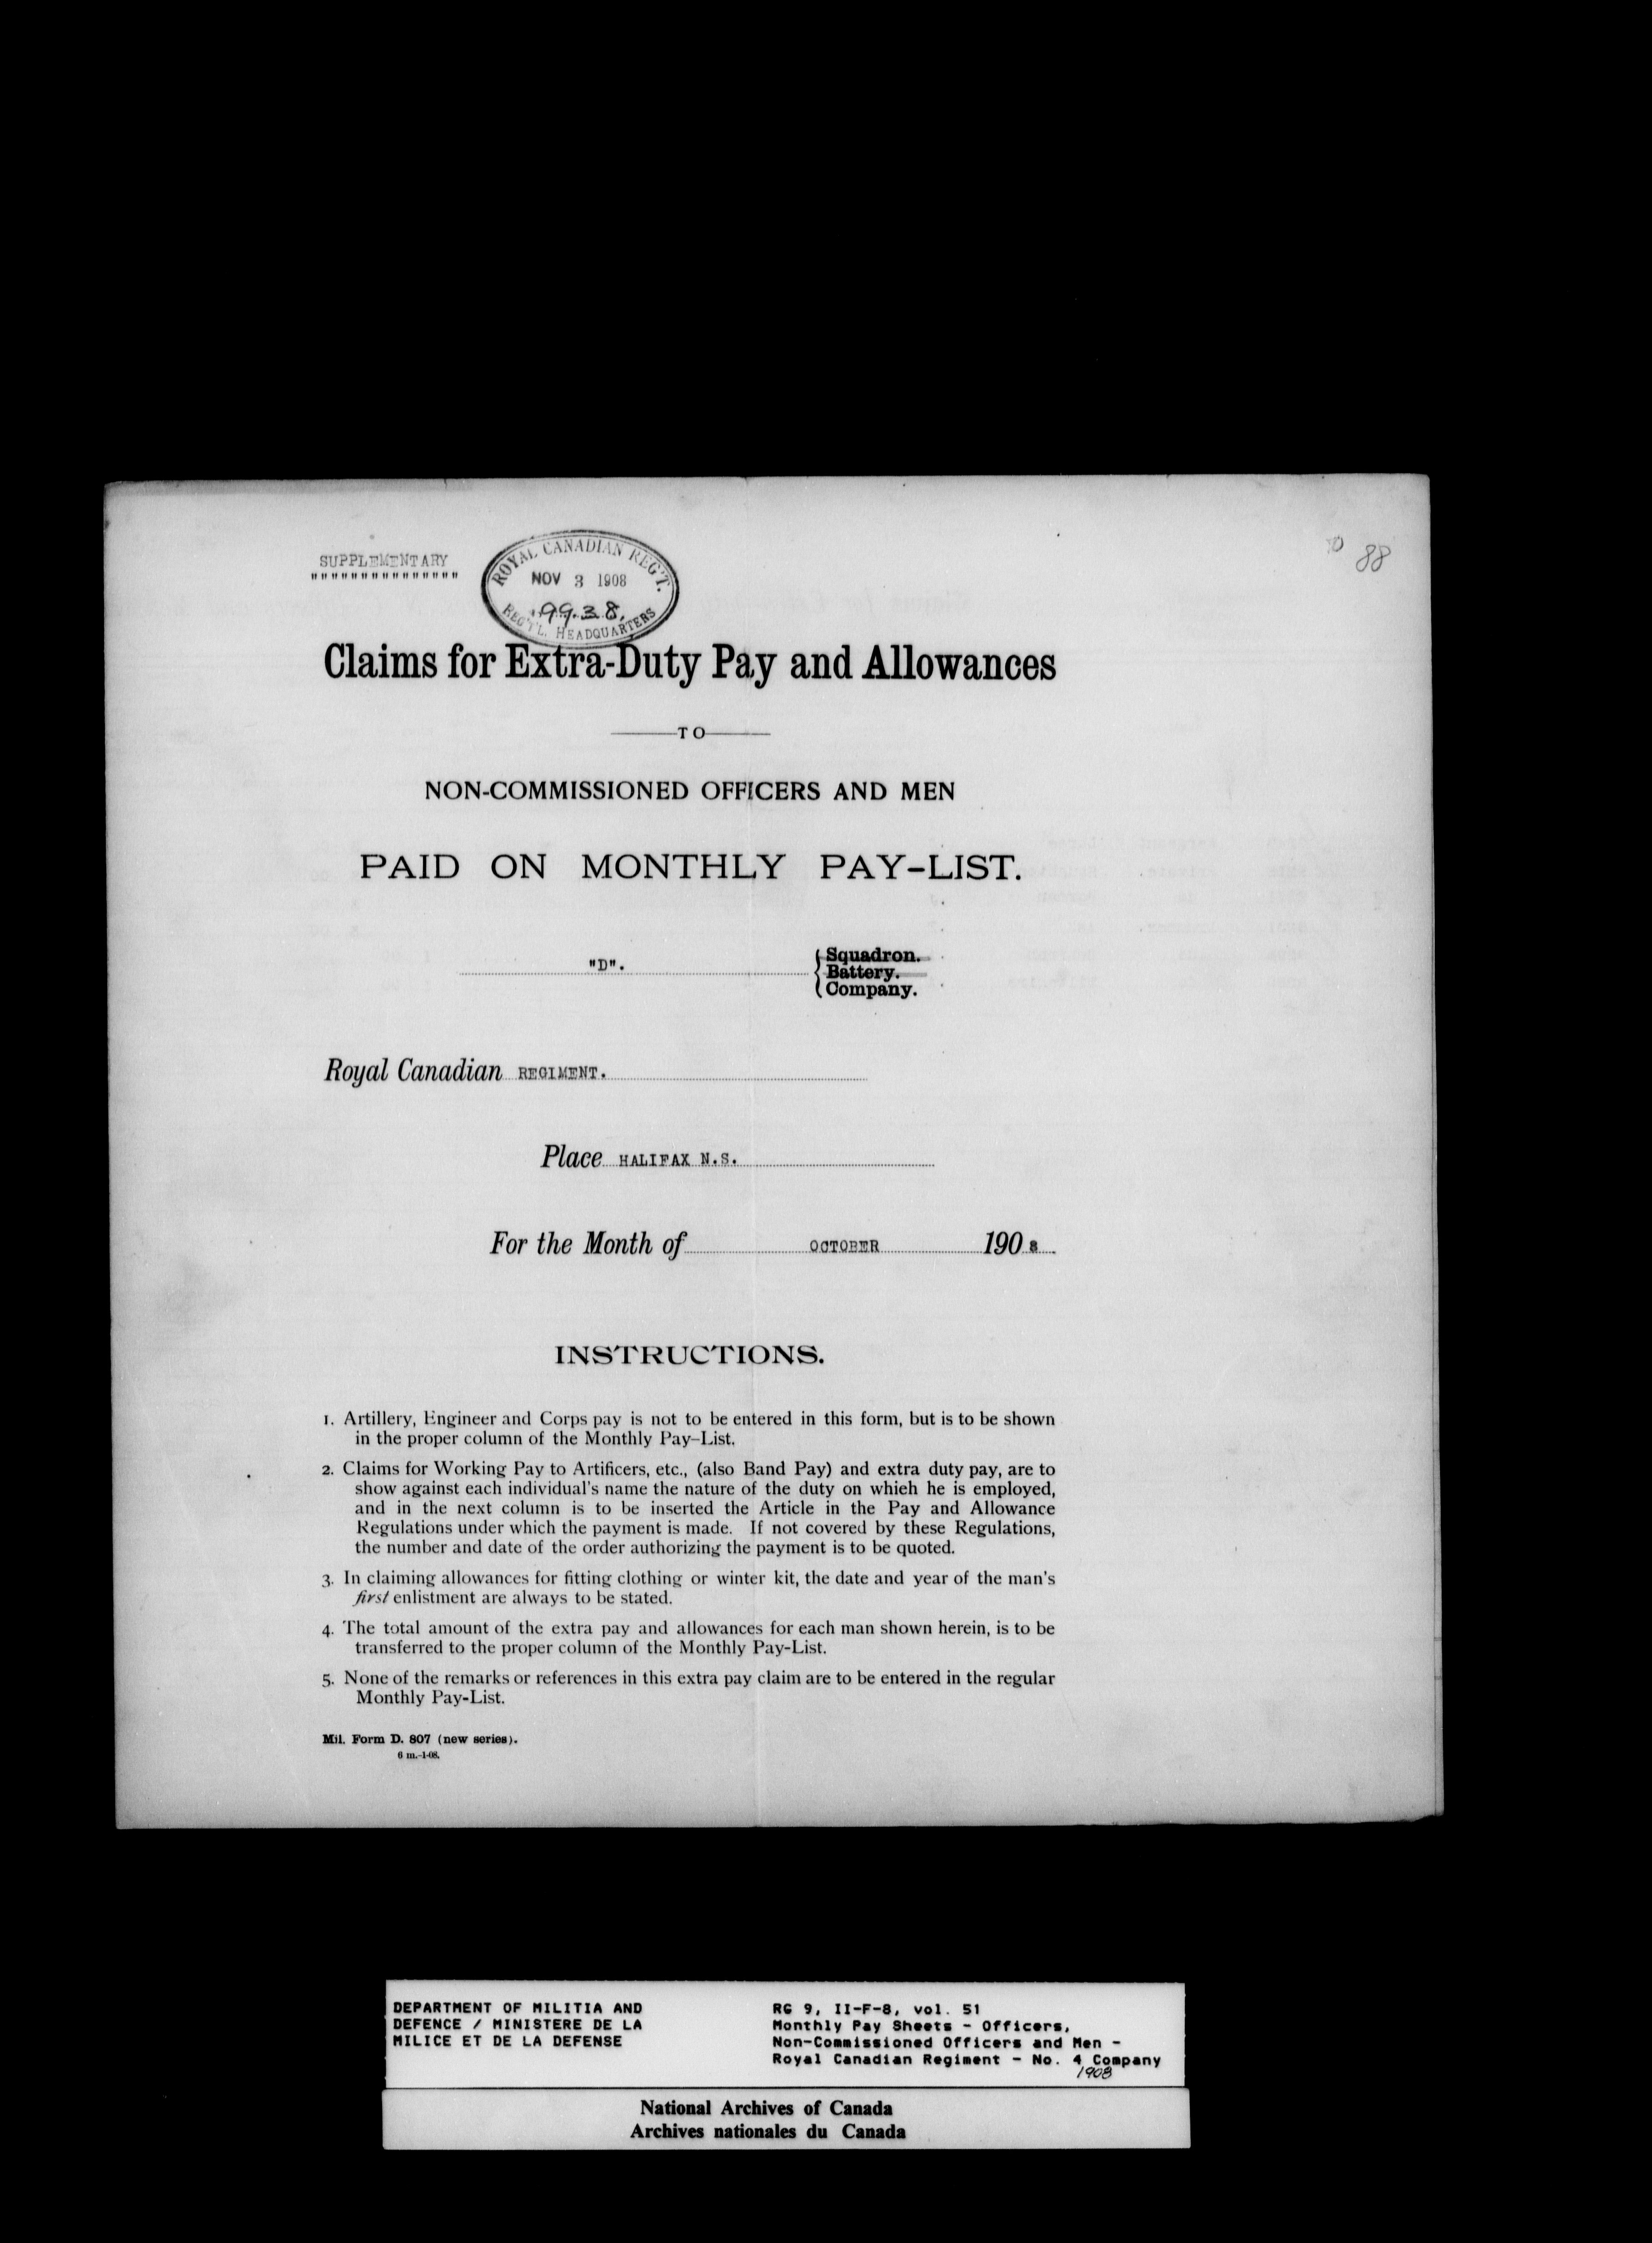 SUPPLEMENTARY
"""""""""""""""
ROYAL CANADIAN REG'T.
NOV 3 1908
9938,
REG'T'L. HEADQUARTERS
88
Claims for Extra-Duty Pay and Allowances
TO
NON-COMMISSIONED OFFICERS AND MEN
PAID ON MONTHLY PAY-LIST.
"D".
Squadron.
Battery.
Company.
Royal Canadian REGIMENT.
Place HALIFAX N.S.
For the Month of OCTOBER 1908
INSTRUCTIONS.
1. Artillery, Engineer and Corps pay is not to be entered in this form, but is to be shown
in the proper column of the Monthly Pay-List.
2. Claims for Working Pay to Artificers, etc., (also Band Pay) and extra duty pay, are to
show against each individual's name the nature of the duty on whieh he is employed,
and in the next column is to be inserted the Article in the Pay and Allowance
Regulations under which the payment is made. If not covered by these Regulations,
the number and date of the order authorizing the payment is to be quoted.
3. In claiming allowances for fitting clothing or winter kit, the date and year of the man's
first enlistment are always to be stated.
4. The total amount of the extra pay and allowances for each man shown herein, is to be
transferred to the proper column of the Monthly Pay-List.
5. None of the remarks or references in this extra pay claim are to be entered in the regular
Monthly Pay-List.
Mil. Form D. 807 (new series).
6 m.-1-08.
DEPARTMENT OF MILITIA AND
DEFENCE / MINISTERE DE LA
MILICE ET DE LA DEFENSE
RG 9, II-F-8, vol. 51
Monthly Pay Sheets - Officers,
Non-Commissioned Officers and Men -
Royal Canadian Regiment - No. 4 Company
1908
National Archives of Canada
Archives nationales du Canada